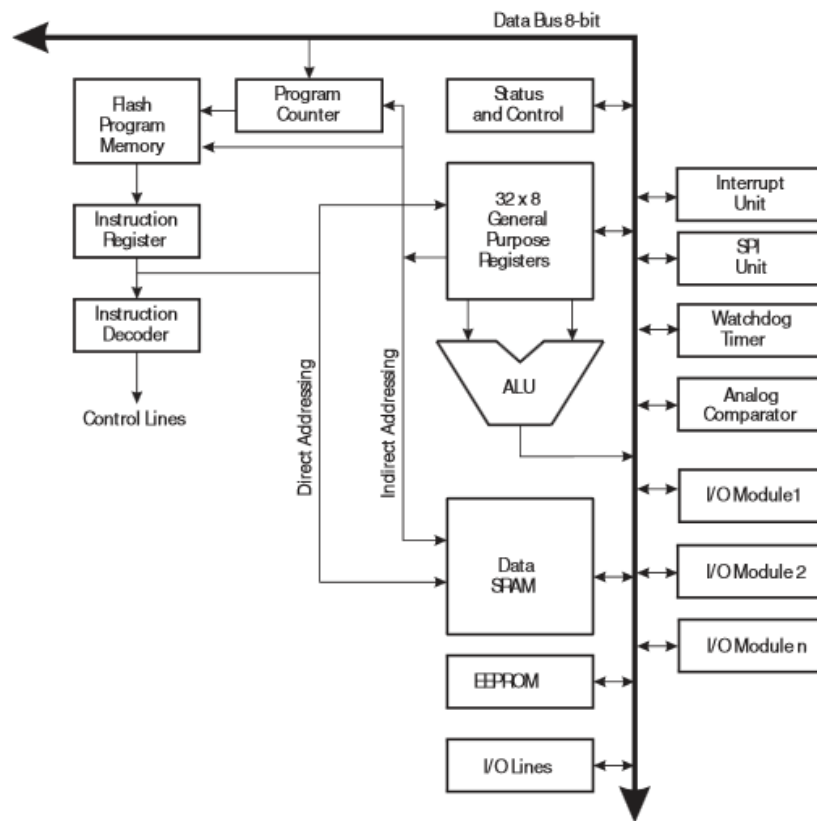 Data Bus 8-bit
Flash
Program
Memory
Program
Counter
Status
and Control
32 x 8
General
Purpose
Registers
Interrupt
Unit
Instruction
Register
SPI
Unit
Instruction
Decoder
Watchdog
Timer
ALU
Analog
Comparator
Control Lines
Direct Addressing
Indirect Addressing
I/O Module1
Data
SRAM
I/O Module 2
I/O Module n
EEPROM
I/O Lines